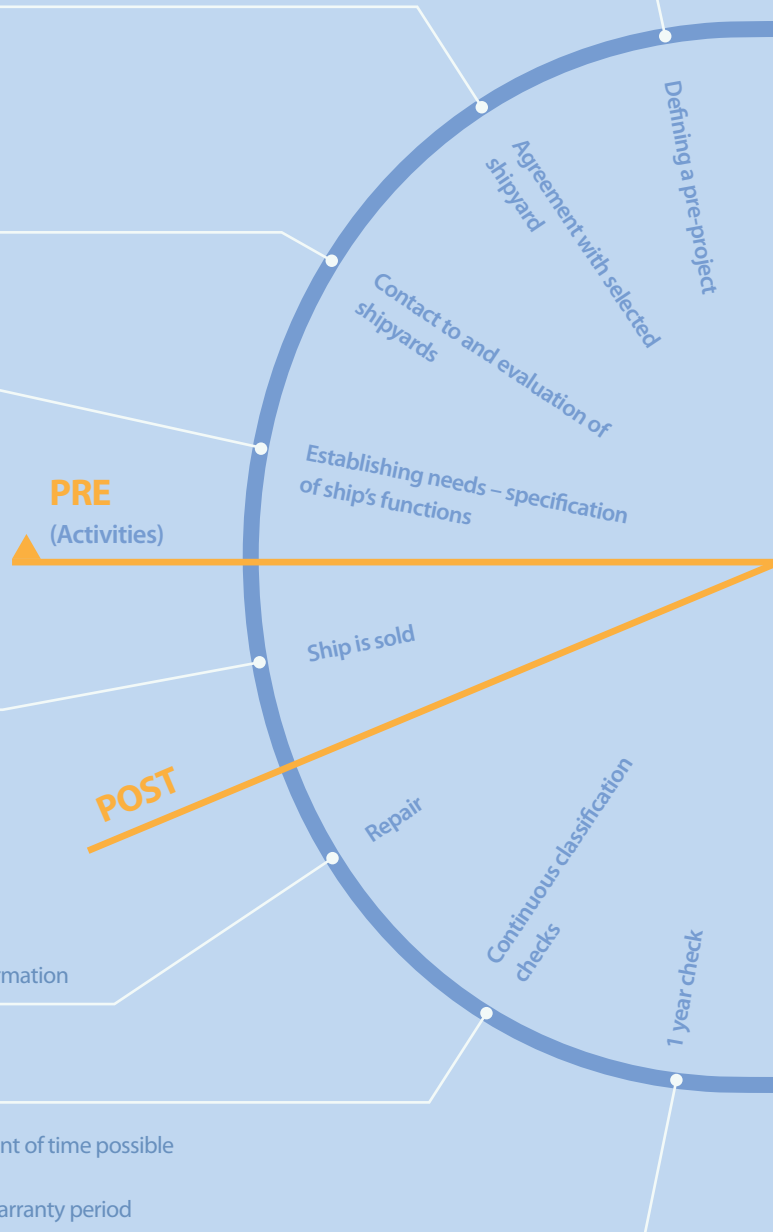 Defining a pre-project
Agreement with selected
shipyard
Contact to and evaluation of
shipyards
Establishing needs – specification
of ship's functions
PRE
(Activities)
Ship is sold
POST
Repair
Continuous classification
checks
1 year check
rmation
nt of time possible
arranty period